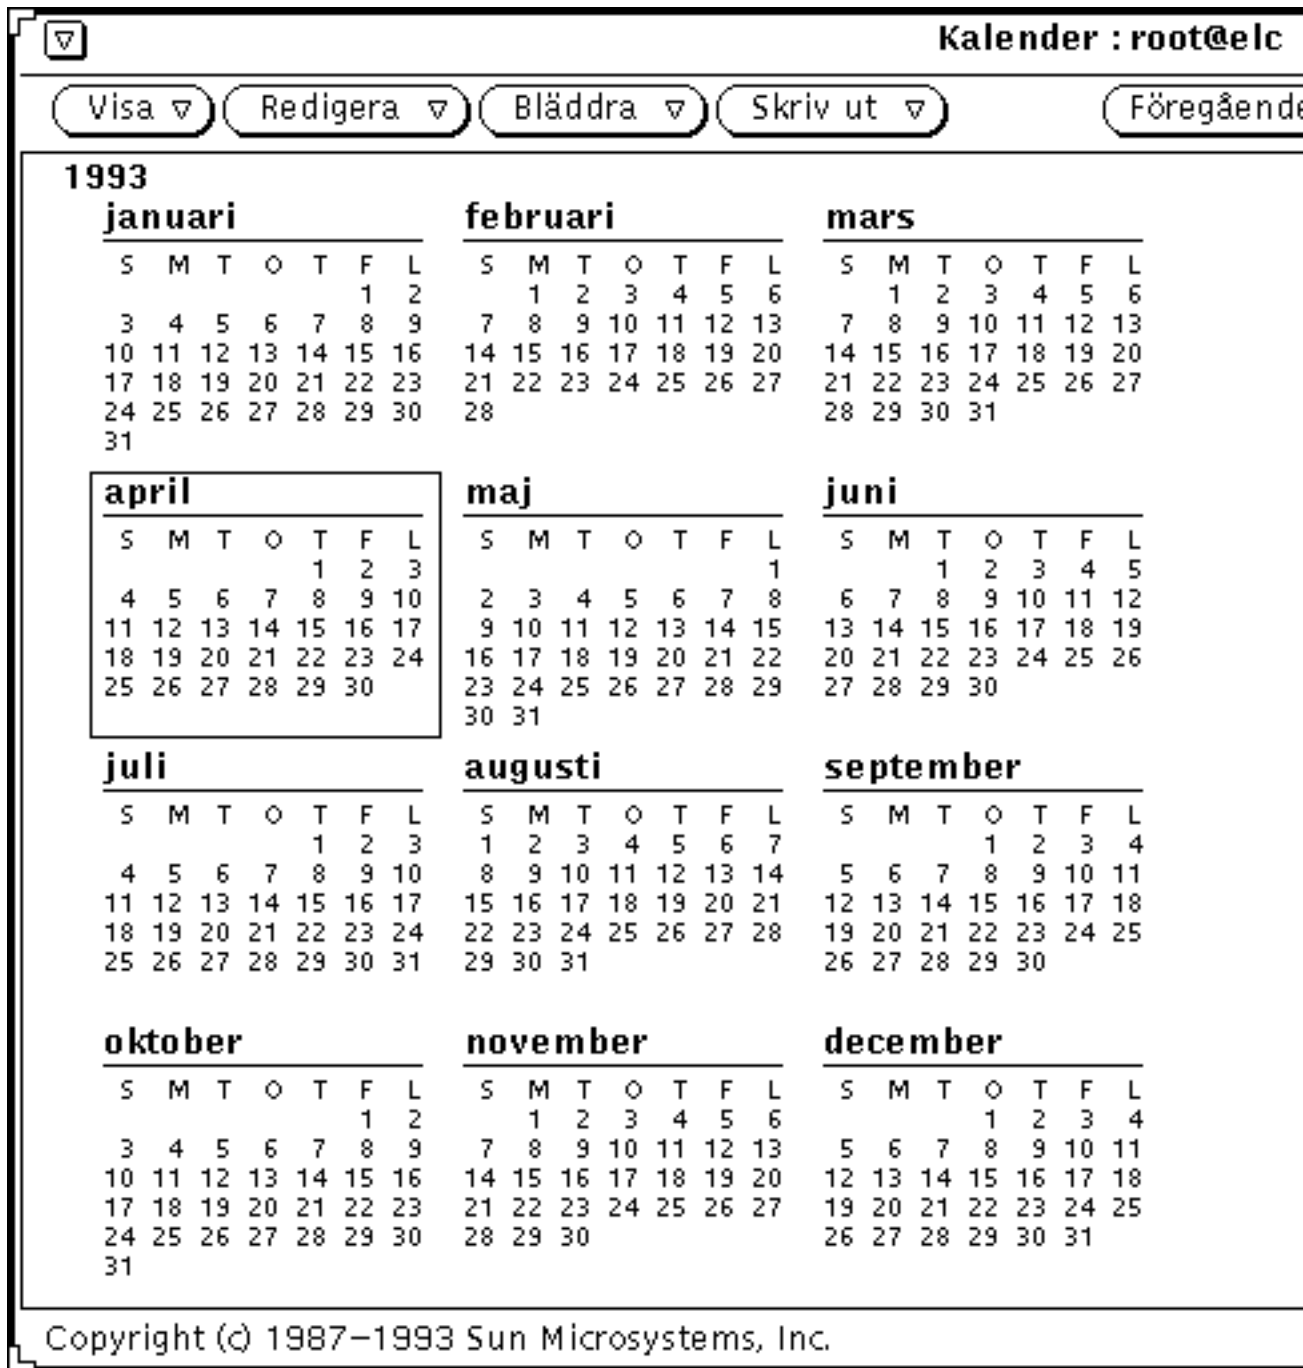 Kalender : root@elc
Visa Redigera Bläddra Skriv ut Föregående
1993
januari februari mars
S M T O T F L S M T O T F L S M T O T F L
1 2 1 2 3 4 5 6 1 2 3 4 5 6
3 4 5 6 7 8 9 7 8 9 10 11 12 13 7 8 9 10 11 12 13
10 11 12 13 14 15 16 14 15 16 17 18 19 20 14 15 16 17 18 19 20
17 18 19 20 21 22 23 21 22 23 24 25 26 27 21 22 23 24 25 26 27
24 25 26 27 28 29 30 28 28 29 30 31
31
april maj juni
S M T O T F L S M T O T F L S M T O T F L
1 2 3 1 1 2 3 4 5
4 5 6 7 8 9 10 2 3 4 5 6 7 8 6 7 8 9 10 11 12
11 12 13 14 15 16 17 9 10 11 12 13 14 15 13 14 15 16 17 18 19
18 19 20 21 22 23 24 16 17 18 19 20 21 22 20 21 22 23 24 25 26
25 26 27 28 29 30 23 24 25 26 27 28 29 27 28 29 30
30 31
juli augusti september
S M T O T F L S M T O T F L S M T O T F L
1 2 3 1 2 3 4 5 6 7 1 2 3 4
4 5 6 7 8 9 10 8 9 10 11 12 13 14 5 6 7 8 9 10 11
11 12 13 14 15 16 17 15 16 17 18 19 20 21 12 13 14 15 16 17 18
18 19 20 21 22 23 24 22 23 24 25 26 27 28 19 20 21 22 23 24 25
25 26 27 28 29 30 31 29 30 31 26 27 28 29 30
oktober november december
S M T O T F L S M T O T F L S M T O T F L
1 2 1 2 3 4 5 6 1 2 3 4
3 4 5 6 7 8 9 7 8 9 10 11 12 13 5 6 7 8 9 10 11
10 11 12 13 14 15 16 14 15 16 17 18 19 20 12 13 14 15 16 17 18
17 18 19 20 21 22 23 21 22 23 24 25 26 27 19 20 21 22 23 24 25
24 25 26 27 28 29 30 28 29 30 26 27 28 29 30 31
31
Copyright (c) 1987–1993 Sun Microsystems, Inc.